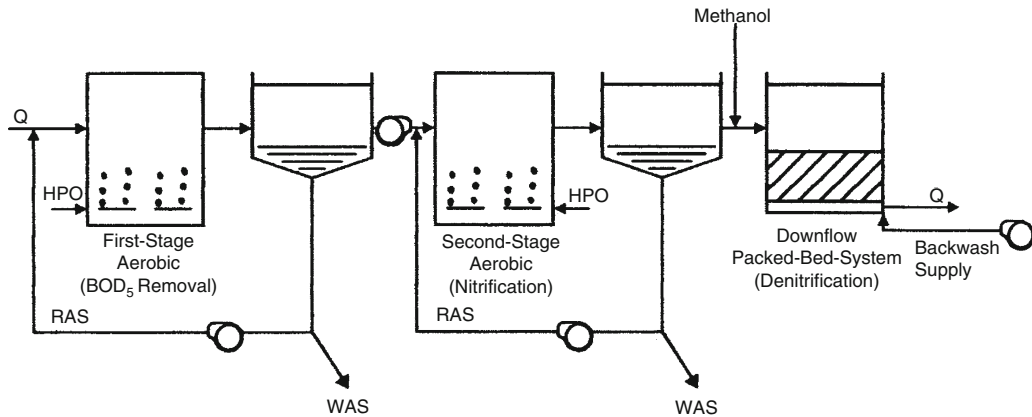 Methanol
Q
HPO
First-Stage
Aerobic
(BOD₅ Removal)
RAS
WAS
HPO
Second-Stage
Aerobic
(Nitrification)
RAS
WAS
Q
Downflow
Packed-Bed-System
(Denitrification)
Backwash
Supply